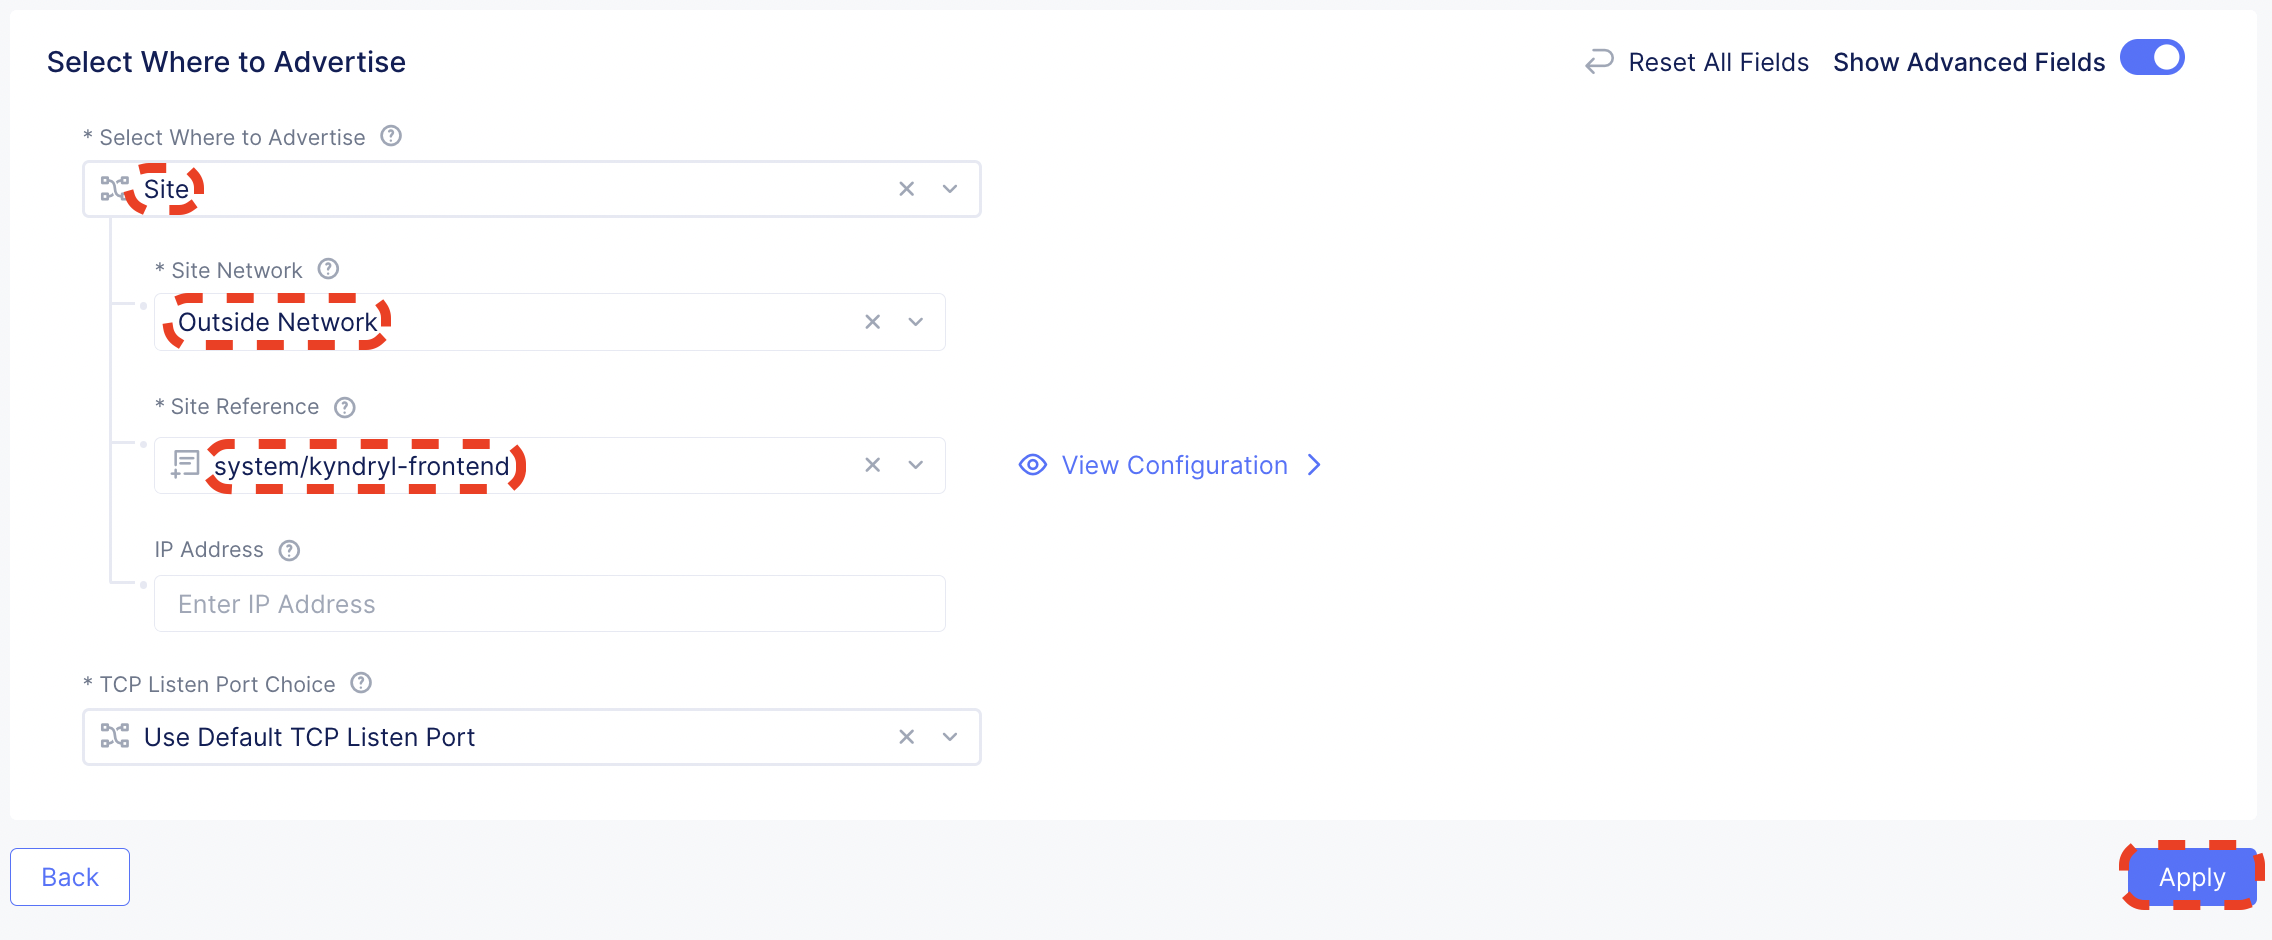 Select Where to Advertise
Reset All Fields
Show Advanced Fields
* Select Where to Advertise
Site
* Site Network
Outside Network
* Site Reference
system/kyndryl-frontend
View Configuration
IP Address
Enter IP Address
* TCP Listen Port Choice
Use Default TCP Listen Port
Back
Apply